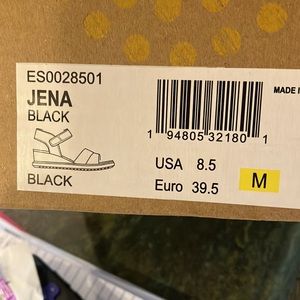 ES0028501
JENA
BLACK
MADE
1 94805 32180 1
USA 8.5
BLACK
Euro 39.5
M